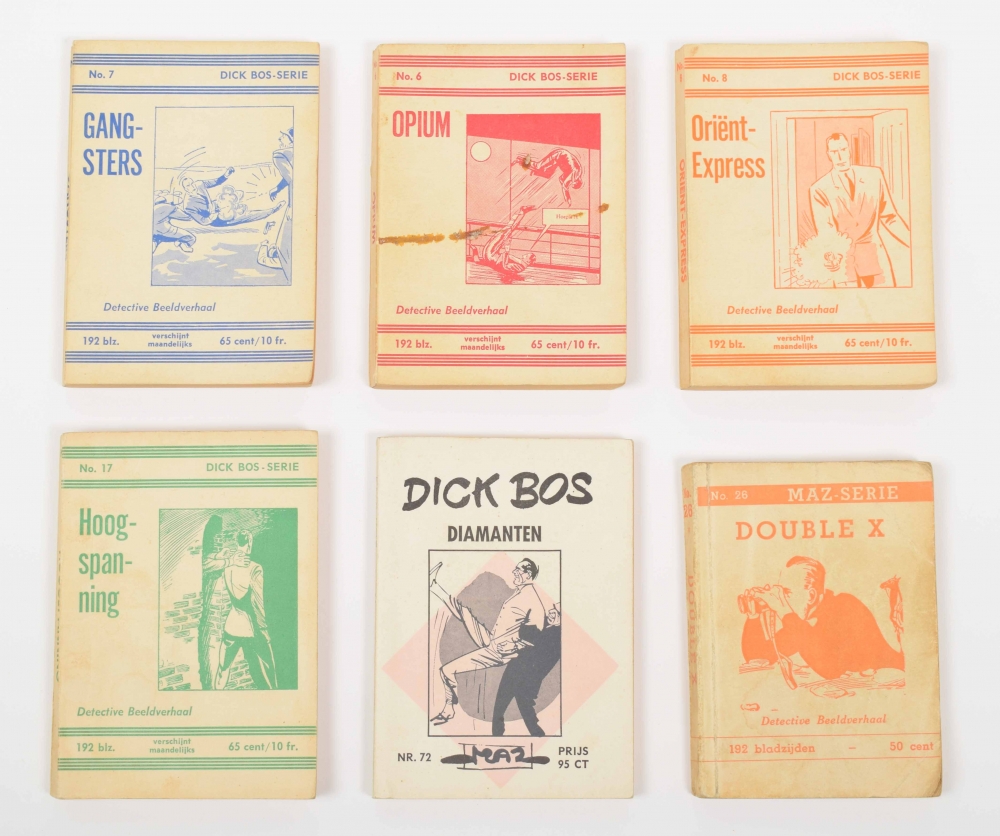 No. 7 DICK BOS-SERIE
GANG-
STERS
Detective Beeldverhaal
192 blz. verschijnt maandelijks 65 cent/10 fr.
No. 6 DICK BOS-SERIE
OPIUM
Detective Beeldverhaal
192 blz. verschijnt maandelijks 65 cent/10 fr.
No. 8 DICK BOS-SERIE
Oriënt-
Express
ORIENT-EXPRESS
Detective Beeldverhaal
192 blz. verschijnt maandelijks 65 cent/10 fr.
No. 17 DICK BOS-SERIE
Hoog-
span-
ning
Detective Beeldverhaal
192 blz. verschijnt maandelijks 65 cent/10 fr.
DICK BOS
DIAMANTEN
NR. 72 MAZ PRIJS
95 CT
No. 26 MAZ-SERIE
DOUBLE X
Detective Beeldverhaal
192 bladzijden – 50 cent